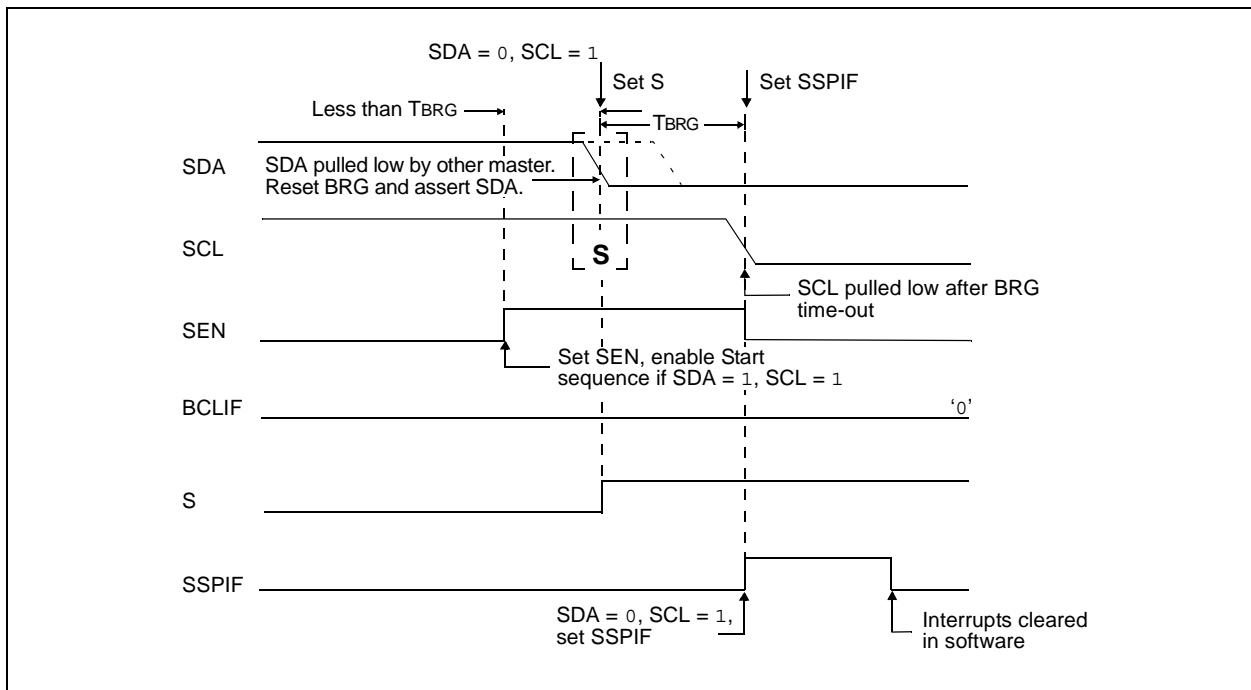 SDA = 0, SCL = 1
Set S
Set SSPIF
Less than TBRG
TBRG
SDA
SDA pulled low by other master.
Reset BRG and assert SDA.
SCL
S
SCL pulled low after BRG
time-out
SEN
Set SEN, enable Start
sequence if SDA = 1, SCL = 1
BCLIF
‘0’
S
SSPIF
SDA = 0, SCL = 1,
set SSPIF
Interrupts cleared
in software